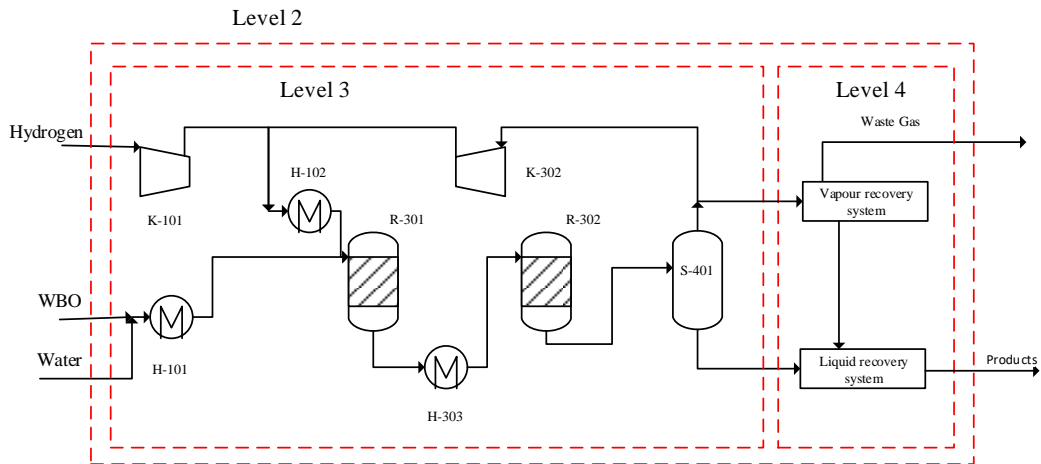 Level 2
Level 3
Level 4
Hydrogen
Waste Gas
H-102
K-302
K-101
R-301
R-302
Vapour recovery
system
S-401
WBO
Water
H-101
H-303
Liquid recovery
system
Products